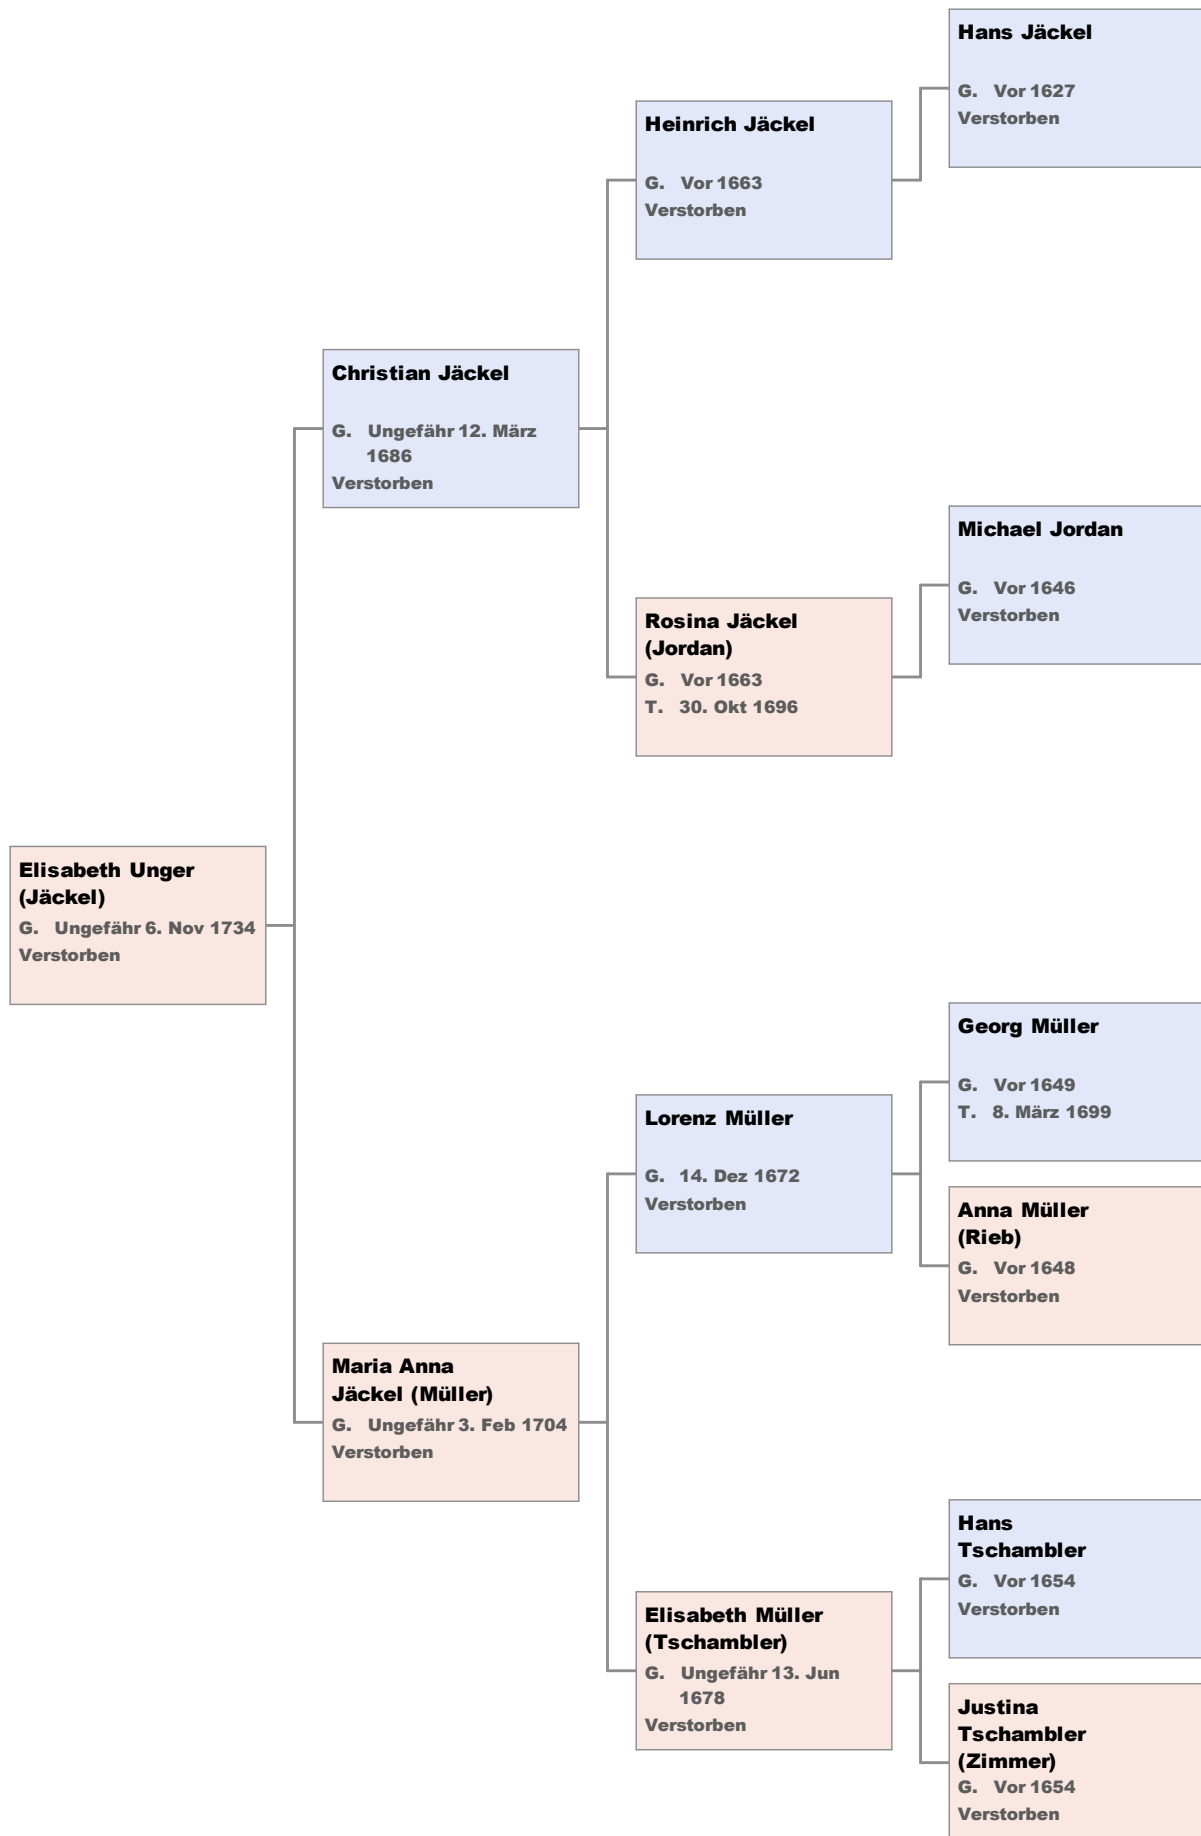 Hans Jäckel
G. Vor 1627
Verstorben
Heinrich Jäckel
G. Vor 1663
Verstorben
Christian Jäckel
G. Ungefähr 12. März
1686
Verstorben
Michael Jordan
G. Vor 1646
Verstorben
Rosina Jäckel
(Jordan)
G. Vor 1663
T. 30. Okt 1696
Elisabeth Unger
(Jäckel)
G. Ungefähr 6. Nov 1734
Verstorben
Georg Müller
G. Vor 1649
T. 8. März 1699
Lorenz Müller
G. 14. Dez 1672
Verstorben
Anna Müller
(Rieb)
G. Vor 1648
Verstorben
Maria Anna
Jäckel (Müller)
G. Ungefähr 3. Feb 1704
Verstorben
Hans
Tschambler
G. Vor 1654
Verstorben
Elisabeth Müller
(Tschambler)
G. Ungefähr 13. Jun
1678
Verstorben
Justina
Tschambler
(Zimmer)
G. Vor 1654
Verstorben